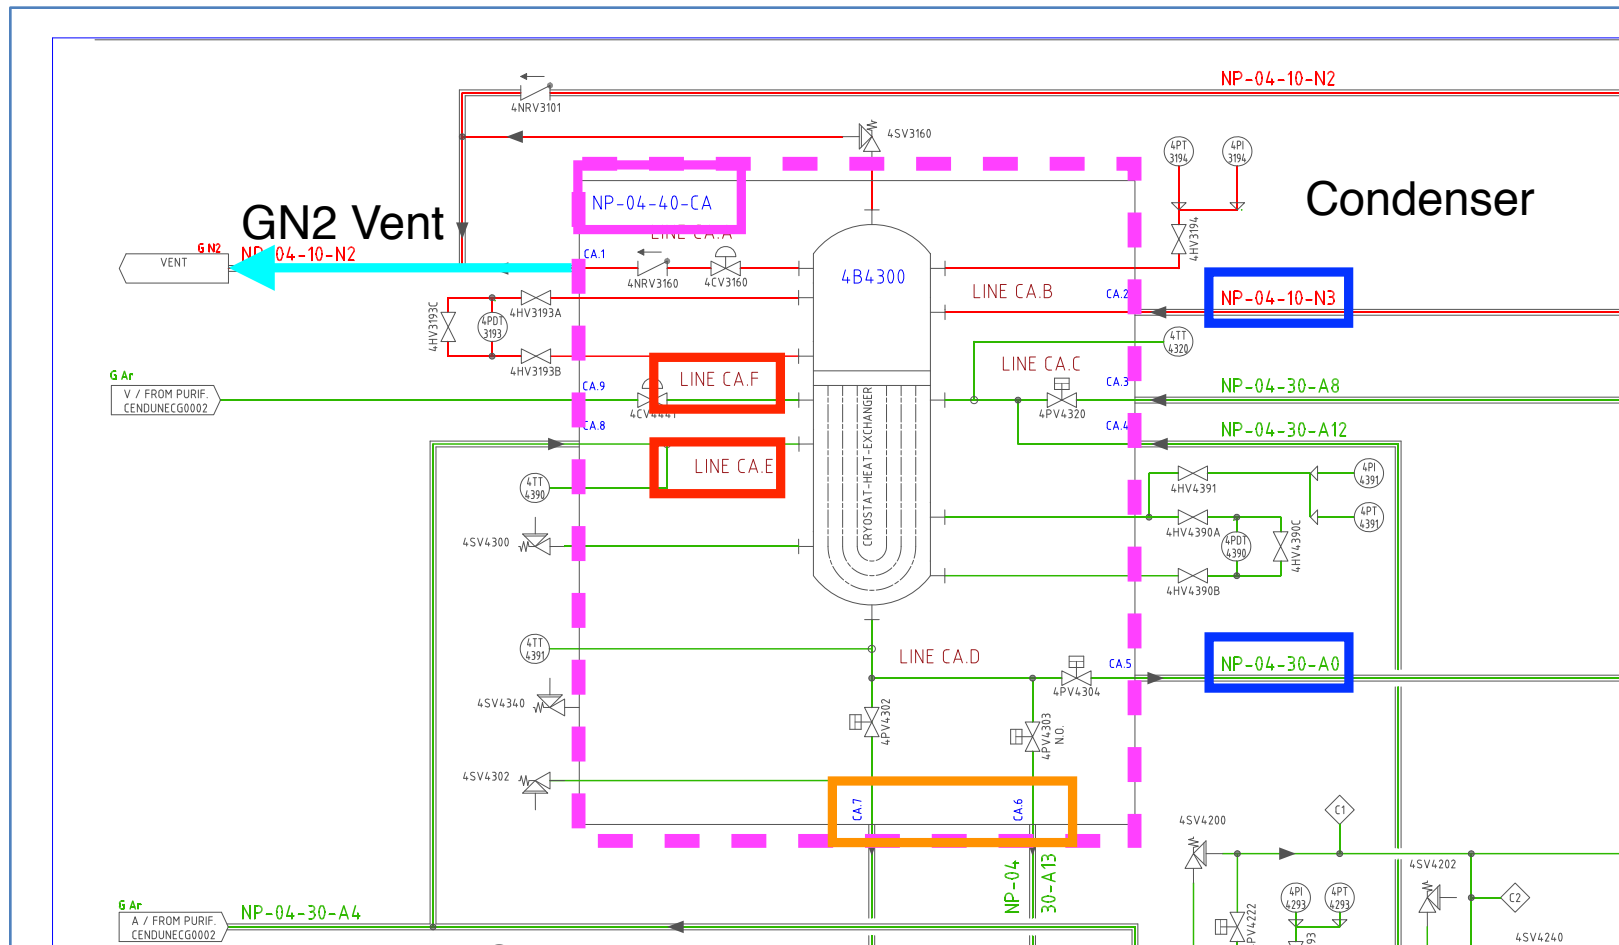 NP-04-10-N2
4NRV3101
4SV3160
4PT
3194
4PI
3194
Condenser
NP-04-40-CA
GN2 Vent
4HV3194
GN2
NP-04-10-N2
VENT
CA.1
4NRV3160
4CV3160
4B4300
LINE CA.B
CA.2
NP-04-10-N3
4HV3193C
4PDT
3193
4HV3193A
4TT
4320
4HV3193B
LINE CA.C
G Ar
V / FROM PURIF.
CENDUNECG0002
CA.9
LINE CA.F
CA.3
NP-04-30-A8
4PV4320
CA.8
CA.4
NP-04-30-A12
CRYOSTAT-HEAT-EXCHANGER
LINE CA.E
4TT
4390
4HV4391
4PI
4391
4PT
4391
4SV4300
4HV4390A
4PDT
4390
4HV4390C
4HV4390B
4TT
4391
LINE CA.D
CA.5
NP-04-30-A0
4PV4304
4SV4340
4PV4302
4PV4303
N.O.
4SV4302
CA.7
CA.6
C1
4SV4200
4SV4202
NP-04
30-A13
4PI
4293
4PT
4293
C2
G Ar
A / FROM PURIF.
CENDUNECG0002
NP-04-30-A4
PV4222
93
4SV4240